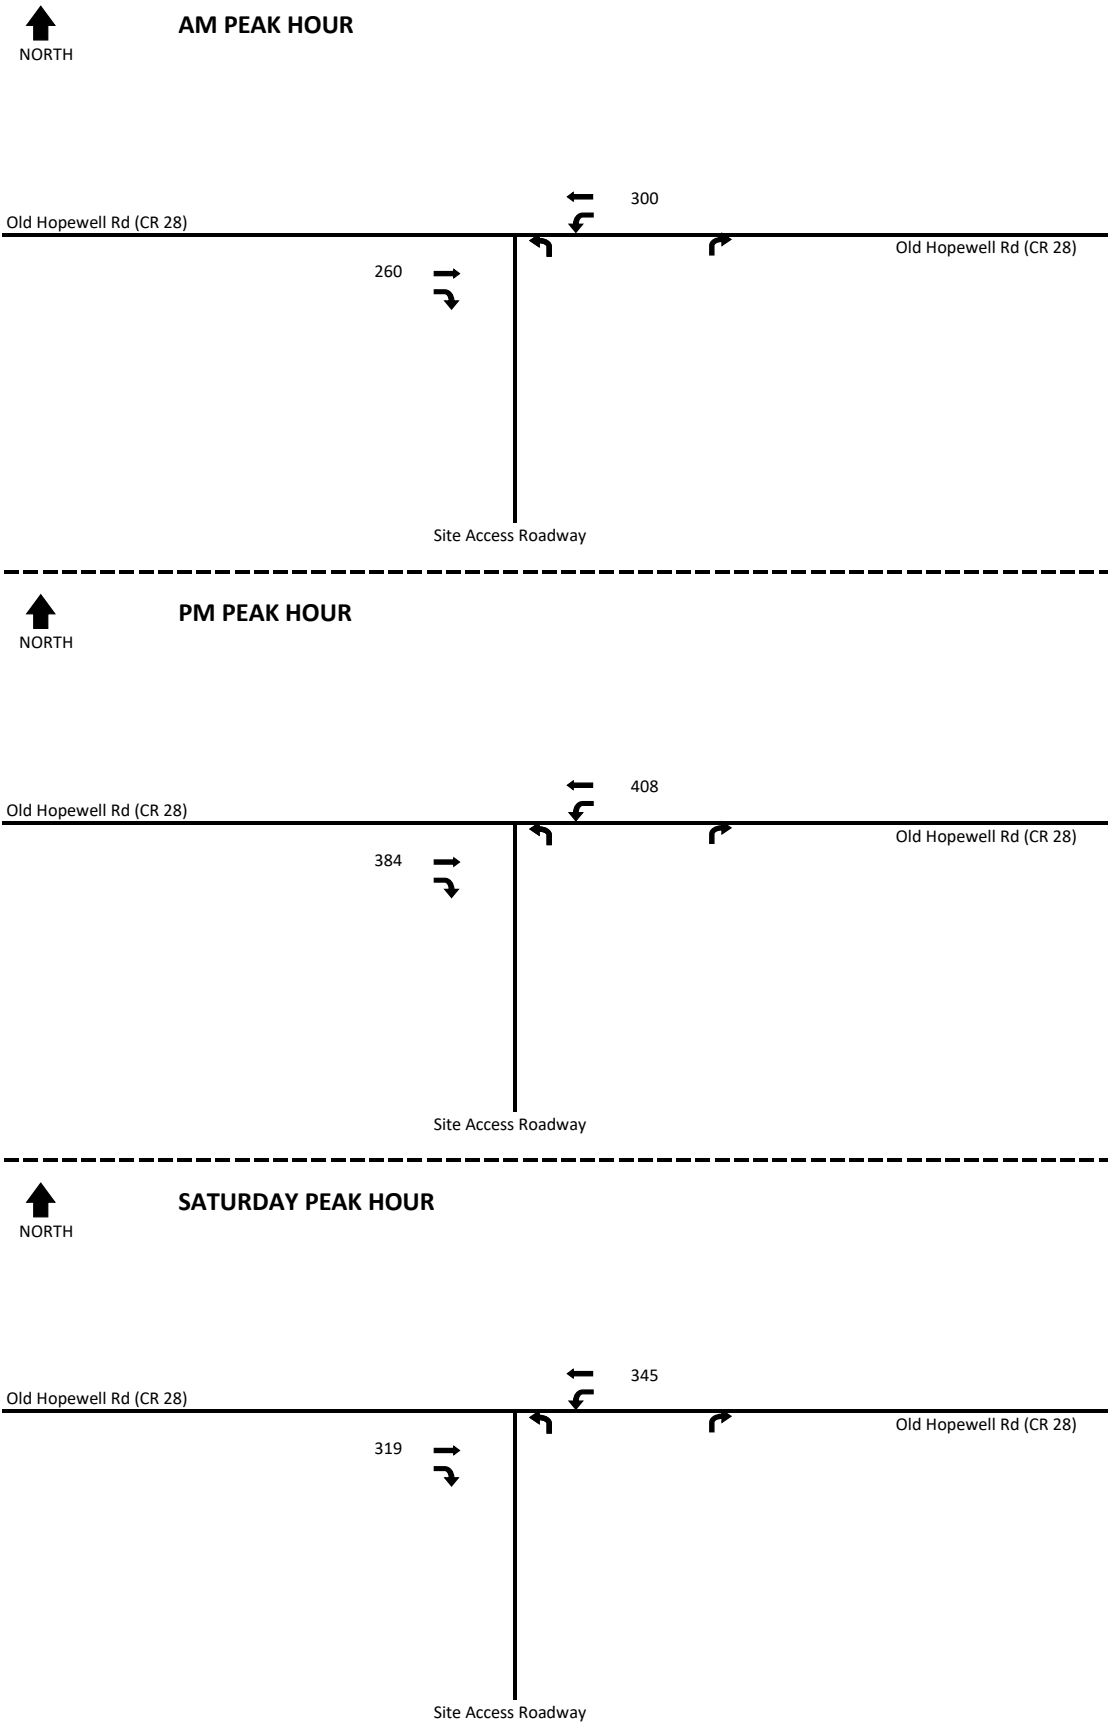 AM PEAK HOUR
NORTH
300
Old Hopewell Rd (CR 28)
Old Hopewell Rd (CR 28)
260
Site Access Roadway
PM PEAK HOUR
NORTH
408
Old Hopewell Rd (CR 28)
Old Hopewell Rd (CR 28)
384
Site Access Roadway
SATURDAY PEAK HOUR
NORTH
345
Old Hopewell Rd (CR 28)
Old Hopewell Rd (CR 28)
319
Site Access Roadway